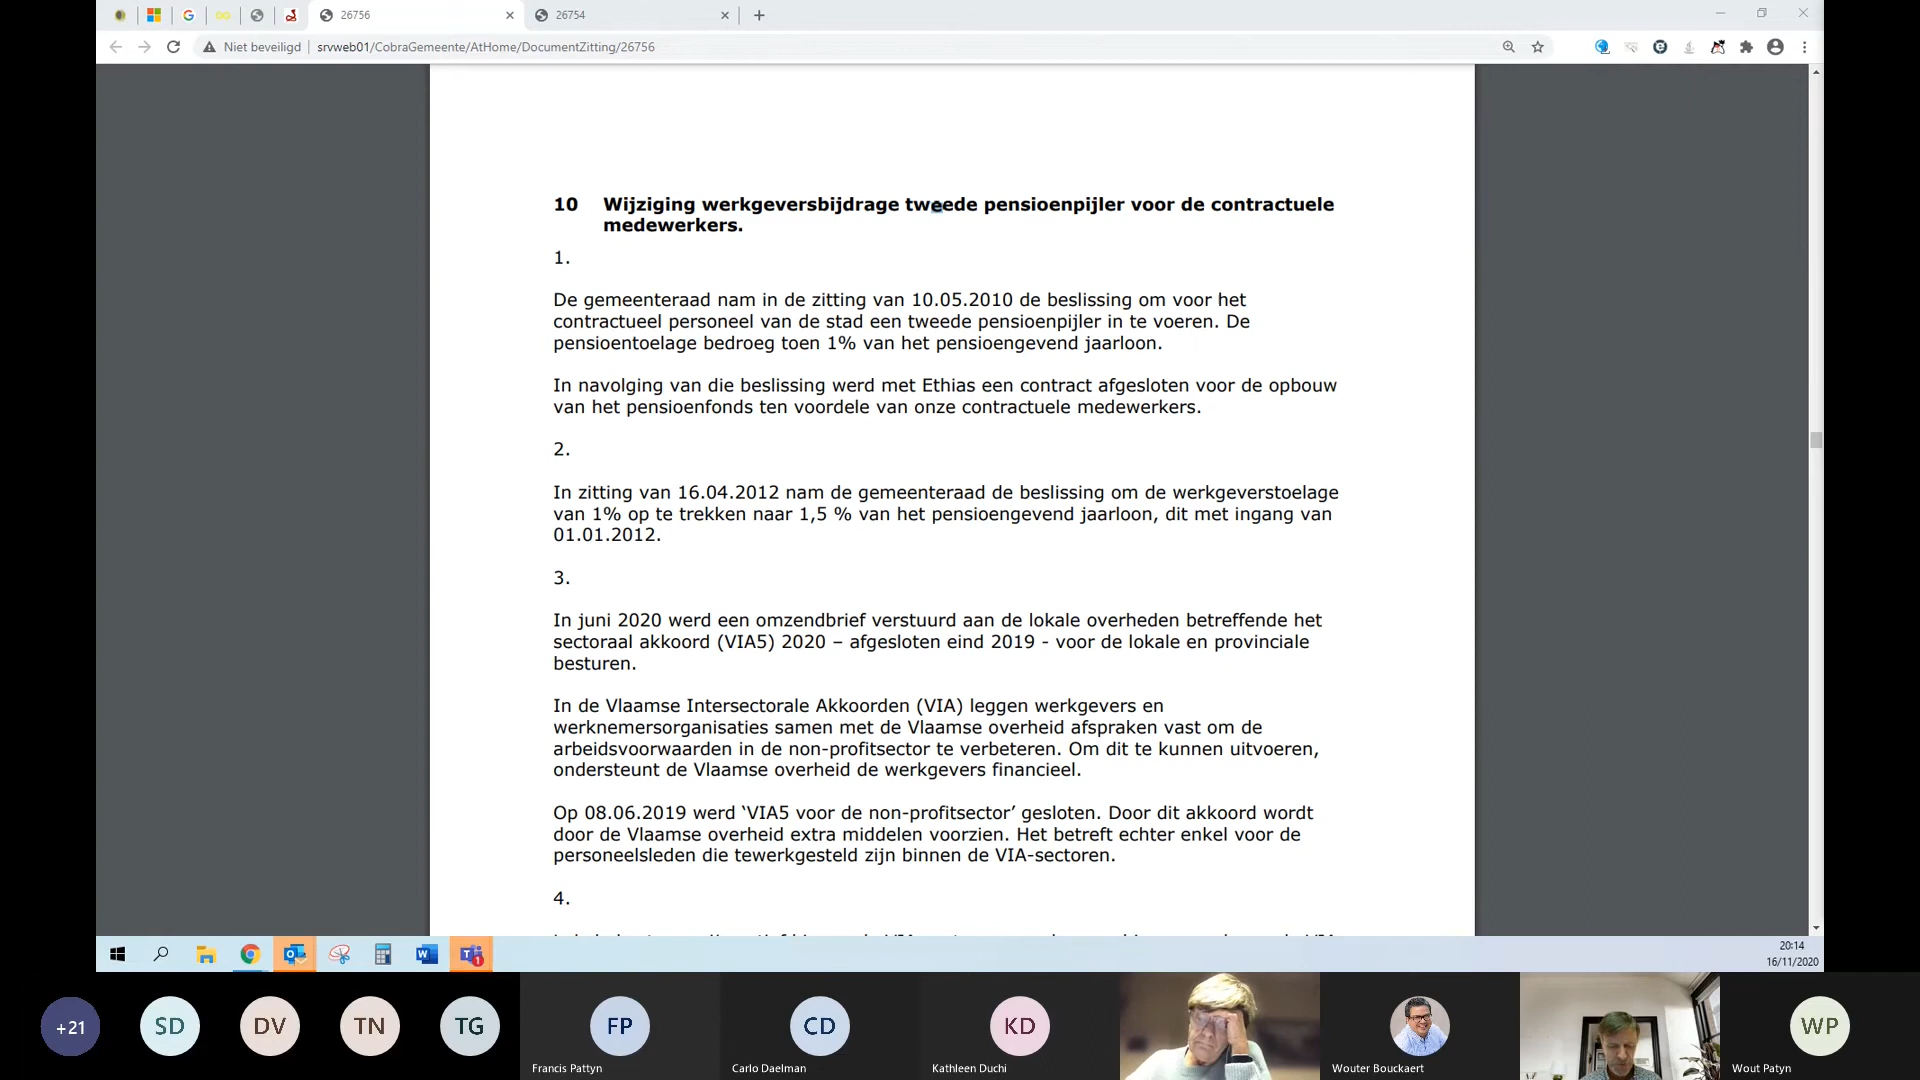 26756
26754
Niet beveiligd
srvweb01/CobraGemeente/AtHome/DocumentZitting/26756
10 Wijziging werkgeversbijdrage tweede pensioenpijler voor de contractuele
medewerkers.
1.
De gemeenteraad nam in de zitting van 10.05.2010 de beslissing om voor het
contractueel personeel van de stad een tweede pensioenpijler in te voeren. De
pensioentoelage bedroeg toen 1% van het pensioengevend jaarloon.
In navolging van die beslissing werd met Ethias een contract afgesloten voor de opbouw
van het pensioenfonds ten voordele van onze contractuele medewerkers.
2.
In zitting van 16.04.2012 nam de gemeenteraad de beslissing om de werkgeverstoelage
van 1% op te trekken naar 1,5 % van het pensioengevend jaarloon, dit met ingang van
01.01.2012.
3.
In juni 2020 werd een omzendbrief verstuurd aan de lokale overheden betreffende het
sectoraal akkoord (VIA5) 2020 – afgesloten eind 2019 - voor de lokale en provinciale
besturen.
In de Vlaamse Intersectorale Akkoorden (VIA) leggen werkgevers en
werknemersorganisaties samen met de Vlaamse overheid afspraken vast om de
arbeidsvoorwaarden in de non-profitsector te verbeteren. Om dit te kunnen uitvoeren,
ondersteunt de Vlaamse overheid de werkgevers financieel.
Op 08.06.2019 werd ‘VIA5 voor de non-profitsector’ gesloten. Door dit akkoord wordt
door de Vlaamse overheid extra middelen voorzien. Het betreft echter enkel voor de
personeelsleden die tewerkgesteld zijn binnen de VIA-sectoren.
4.
20:14
16/11/2020
+21
SD
DV
TN
TG
FP
CD
KD
WP
Francis Pattyn
Carlo Daelman
Kathleen Duchi
Wouter Bouckaert
Wout Patyn